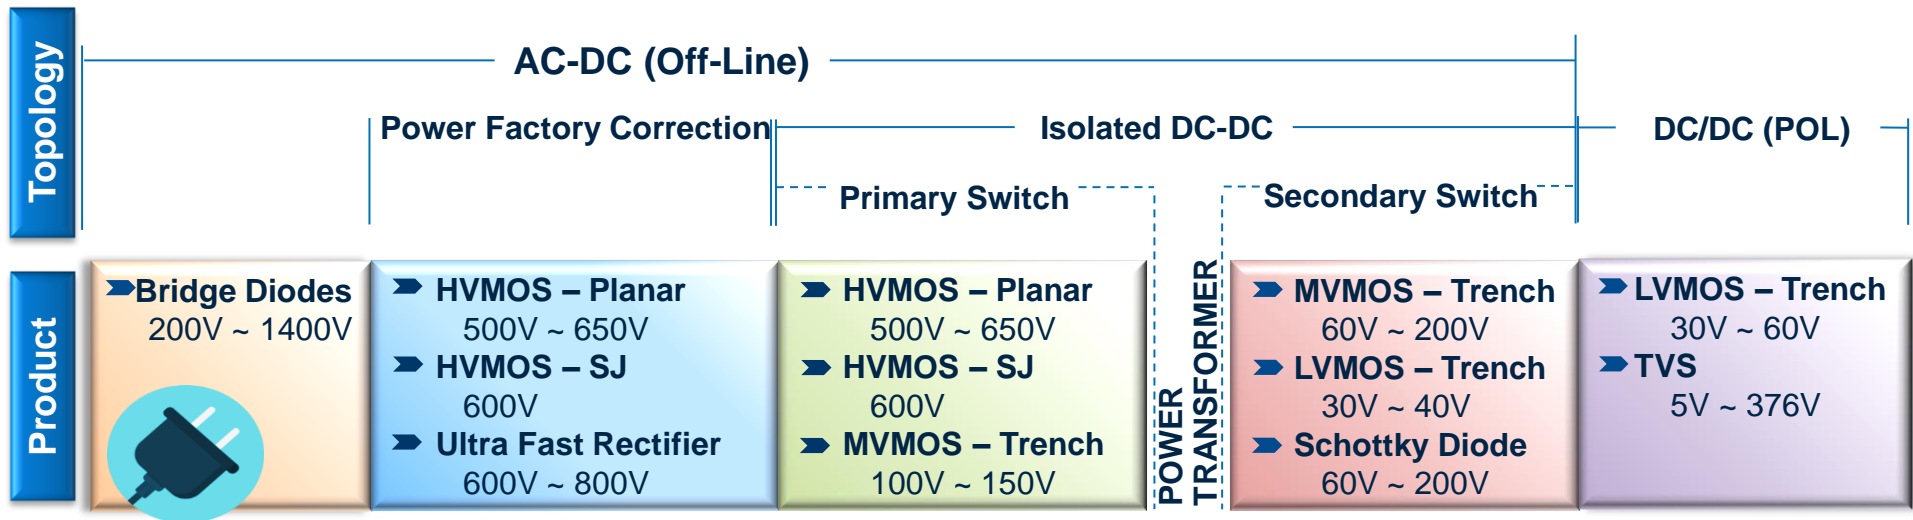 Topology
AC-DC (Off-Line)
Power Factory Correction
Isolated DC-DC
DC/DC (POL)
Primary Switch
Secondary Switch
Product
Bridge Diodes
200V ~ 1400V
HVMOS – Planar
500V ~ 650V
HVMOS – SJ
600V
Ultra Fast Rectifier
600V ~ 800V
HVMOS – Planar
500V ~ 650V
HVMOS – SJ
600V
MVMOS – Trench
100V ~ 150V
POWER
TRANSFORMER
MVMOS – Trench
60V ~ 200V
LVMOS – Trench
30V ~ 40V
Schottky Diode
60V ~ 200V
LVMOS – Trench
30V ~ 60V
TVS
5V ~ 376V